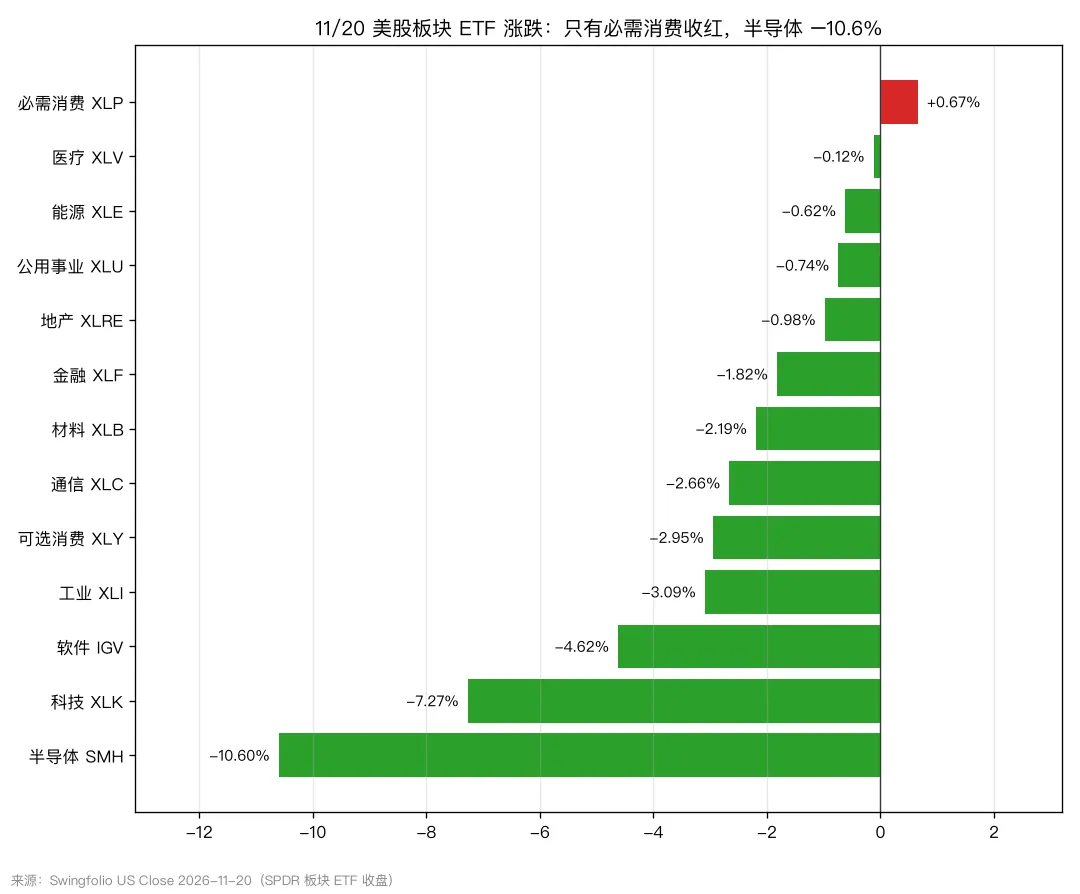 11/20 美股板块 ETF 涨跌：只有必需消费收红，半导体 −10.6%
必需消费 XLP
+0.67%
医疗 XLV
−0.12%
能源 XLE
−0.62%
公用事业 XLU
−0.74%
地产 XLRE
−0.98%
金融 XLF
−1.82%
材料 XLB
−2.19%
通信 XLC
−2.66%
可选消费 XLY
−2.95%
工业 XLI
−3.09%
软件 IGV
−4.62%
科技 XLK
−7.27%
半导体 SMH
−10.60%
−12
−10
−8
−6
−4
−2
0
2
来源：Swingfolio US Close 2026−11−20（SPDR 板块 ETF 收盘）